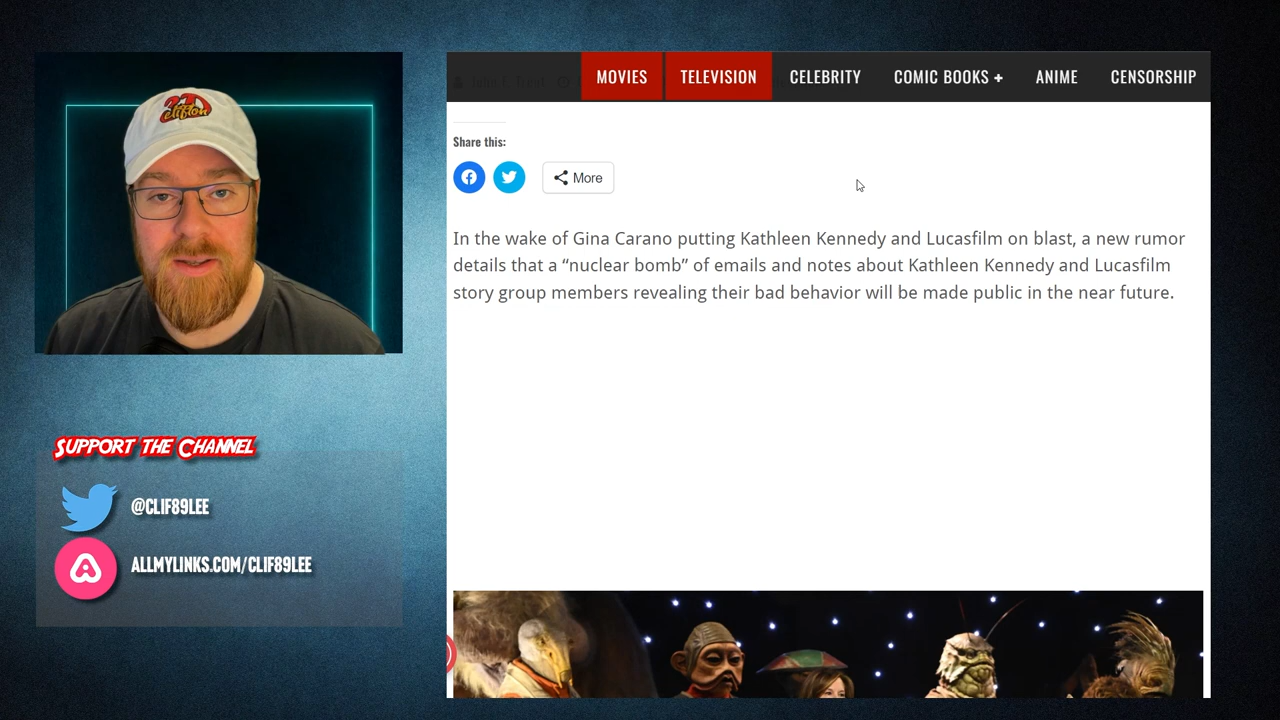 Clifton
MOVIES TELEVISION CELEBRITY COMIC BOOKS + ANIME CENSORSHIP
Share this:
More
In the wake of Gina Carano putting Kathleen Kennedy and Lucasfilm on blast, a new rumor
details that a “nuclear bomb” of emails and notes about Kathleen Kennedy and Lucasfilm
story group members revealing their bad behavior will be made public in the near future.
SUPPORT THE CHANNEL
@CLIF89LEE
ALLMYLINKS.COM/CLIF89LEE